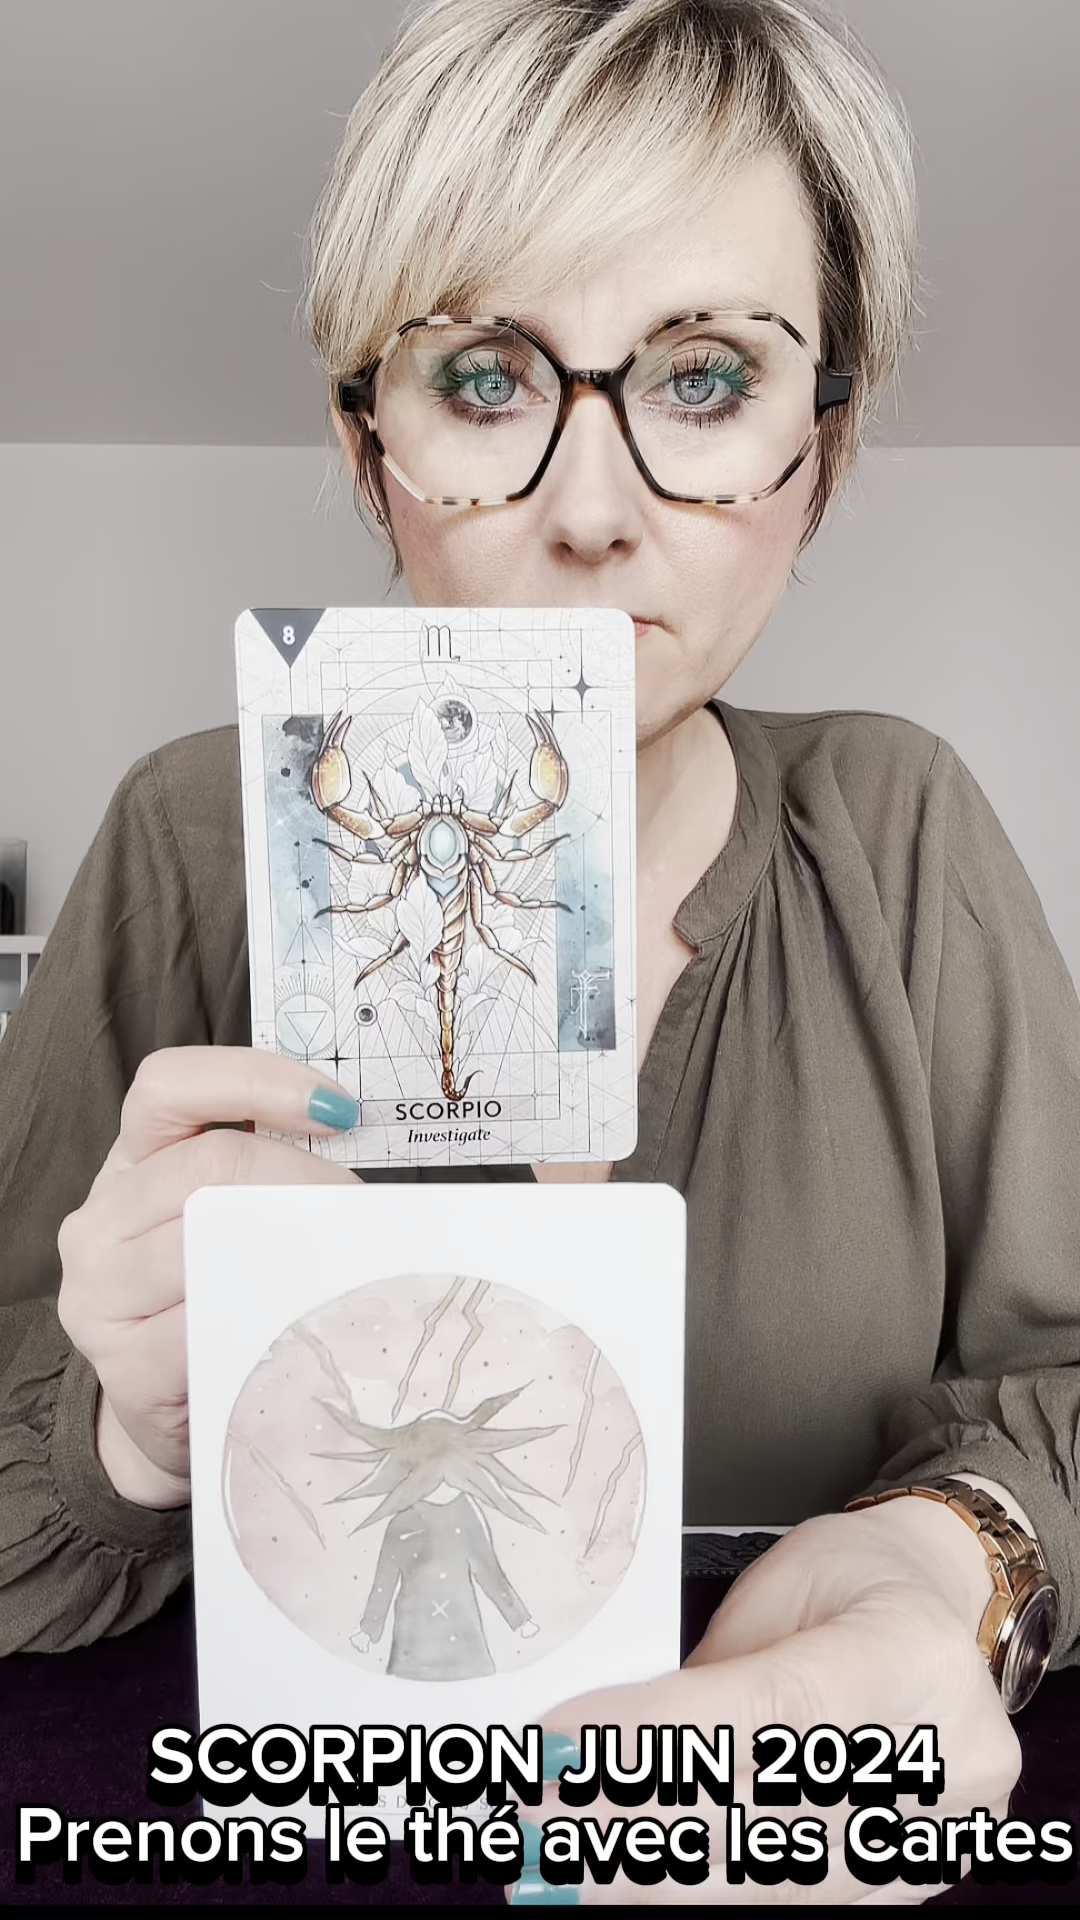 8
SCORPIO
Investigate
SCORPION JUIN 2024
Prenons le thé avec les Cartes